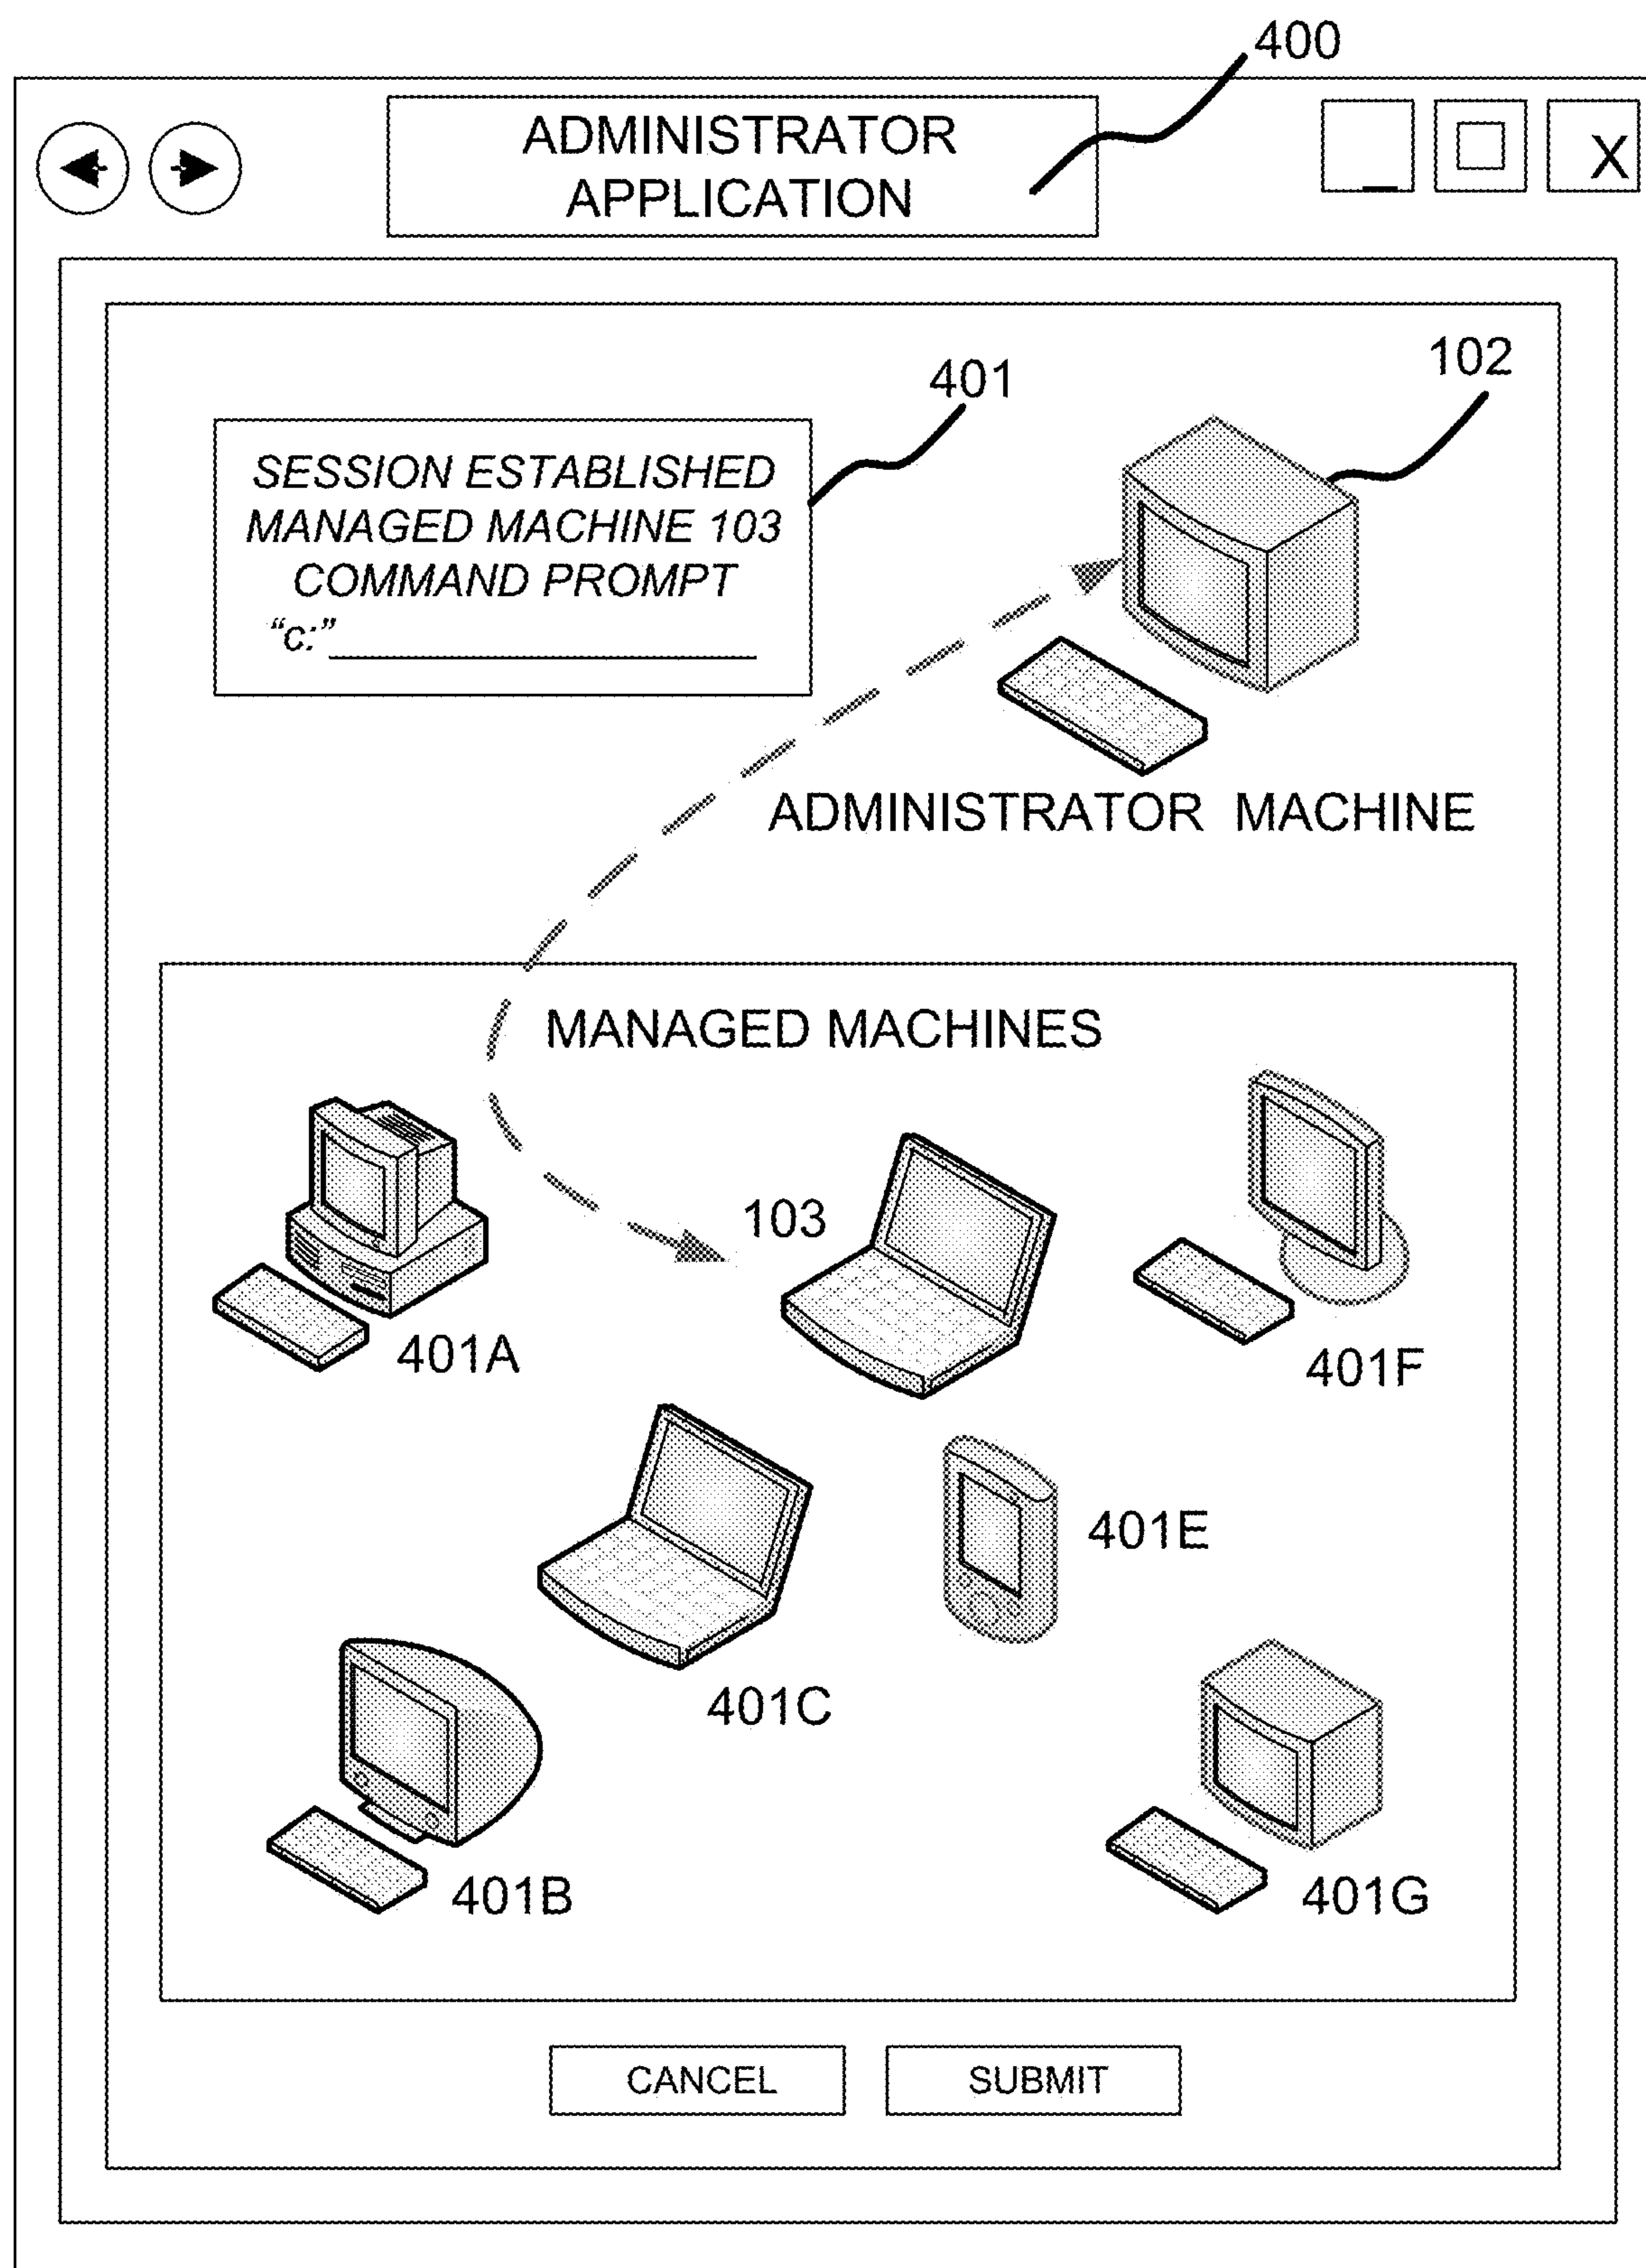 400
ADMINISTRATOR
APPLICATION
X
401
102
SESSION ESTABLISHED
MANAGED MACHINE 103
COMMAND PROMPT
“c:”
ADMINISTRATOR MACHINE
MANAGED MACHINES
103
401A
401F
401E
401C
401B
401G
CANCEL
SUBMIT